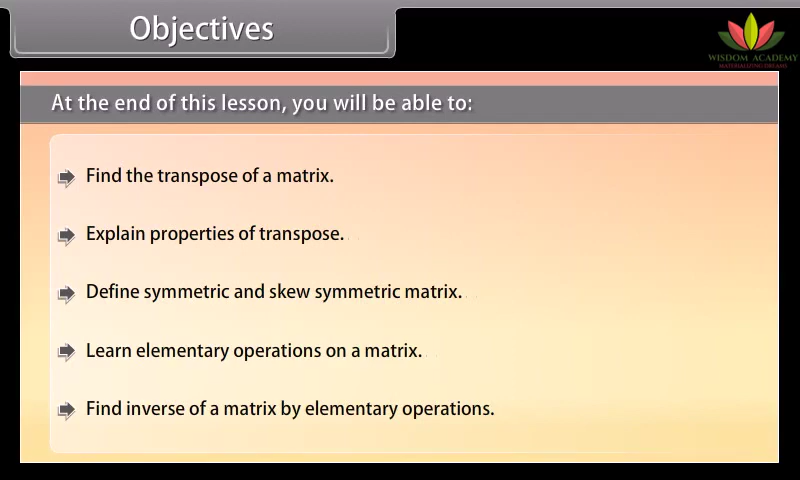 Objectives
WISDOM ACADEMY
MATERIALIZING DREAMS
At the end of this lesson, you will be able to:
Find the transpose of a matrix.
Explain properties of transpose.
Define symmetric and skew symmetric matrix.
Learn elementary operations on a matrix.
Find inverse of a matrix by elementary operations.